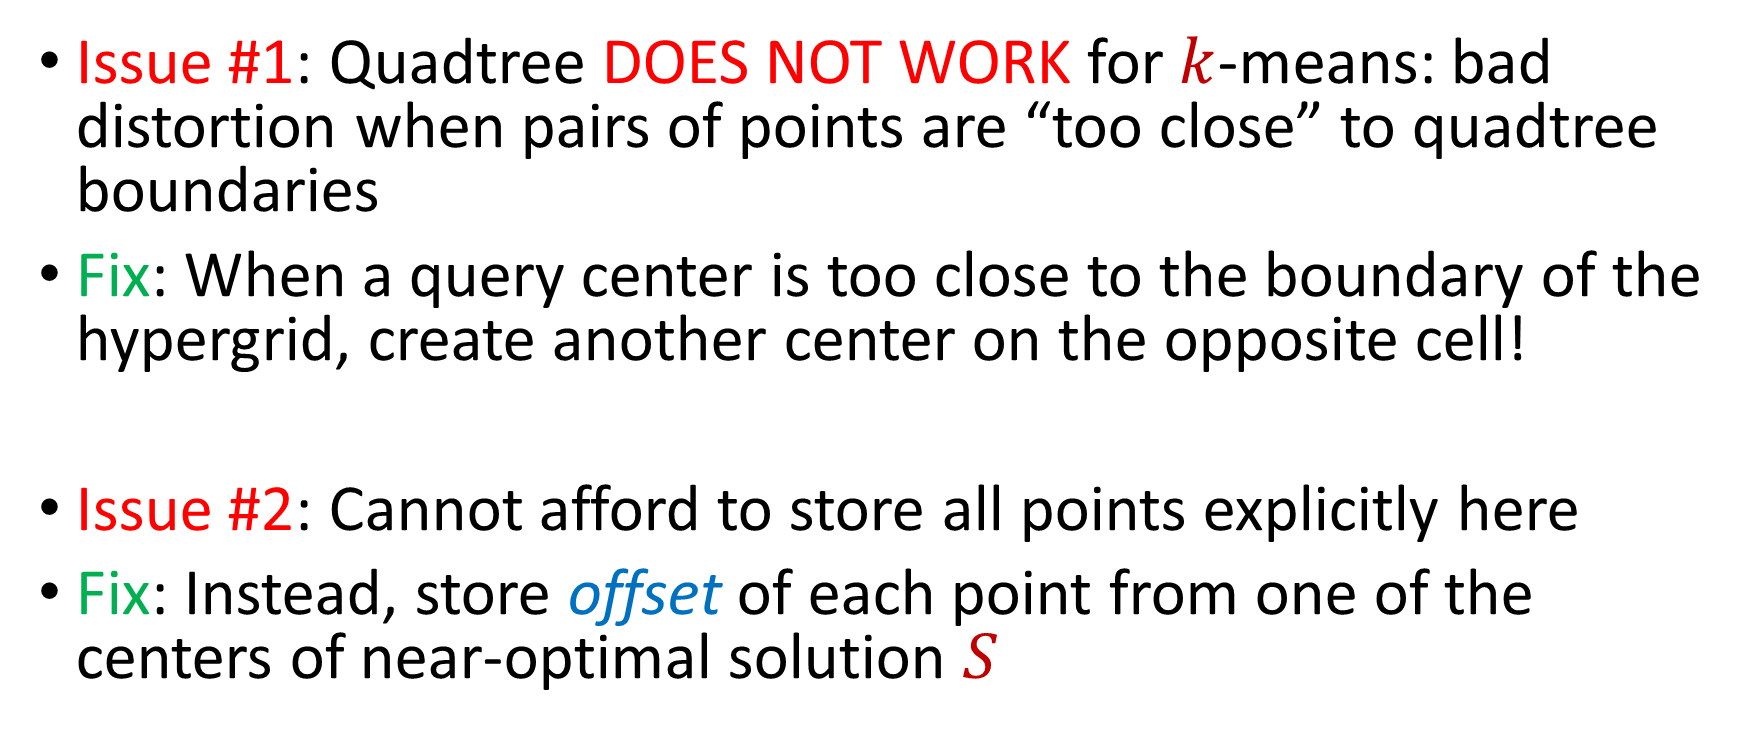 • Issue #1: Quadtree DOES NOT WORK for k-means: bad
distortion when pairs of points are “too close” to quadtree
boundaries
• Fix: When a query center is too close to the boundary of the
hypergrid, create another center on the opposite cell!
• Issue #2: Cannot afford to store all points explicitly here
• Fix: Instead, store offset of each point from one of the
centers of near-optimal solution S